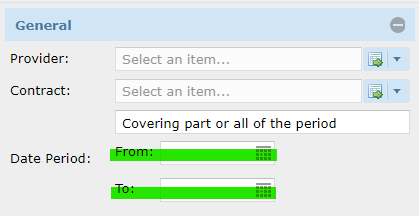 General
Provider: Select an item...
Contract: Select an item...
Covering part or all of the period
Date Period: From:
To: